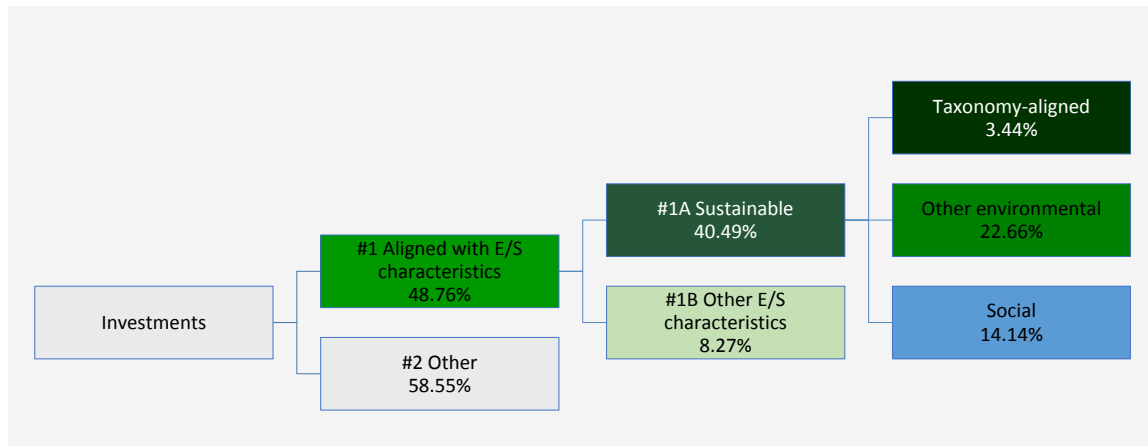 Investments
#1 Aligned with E/S
characteristics
48.76%
#2 Other
58.55%
#1A Sustainable
40.49%
#1B Other E/S
characteristics
8.27%
Taxonomy-aligned
3.44%
Other environmental
22.66%
Social
14.14%